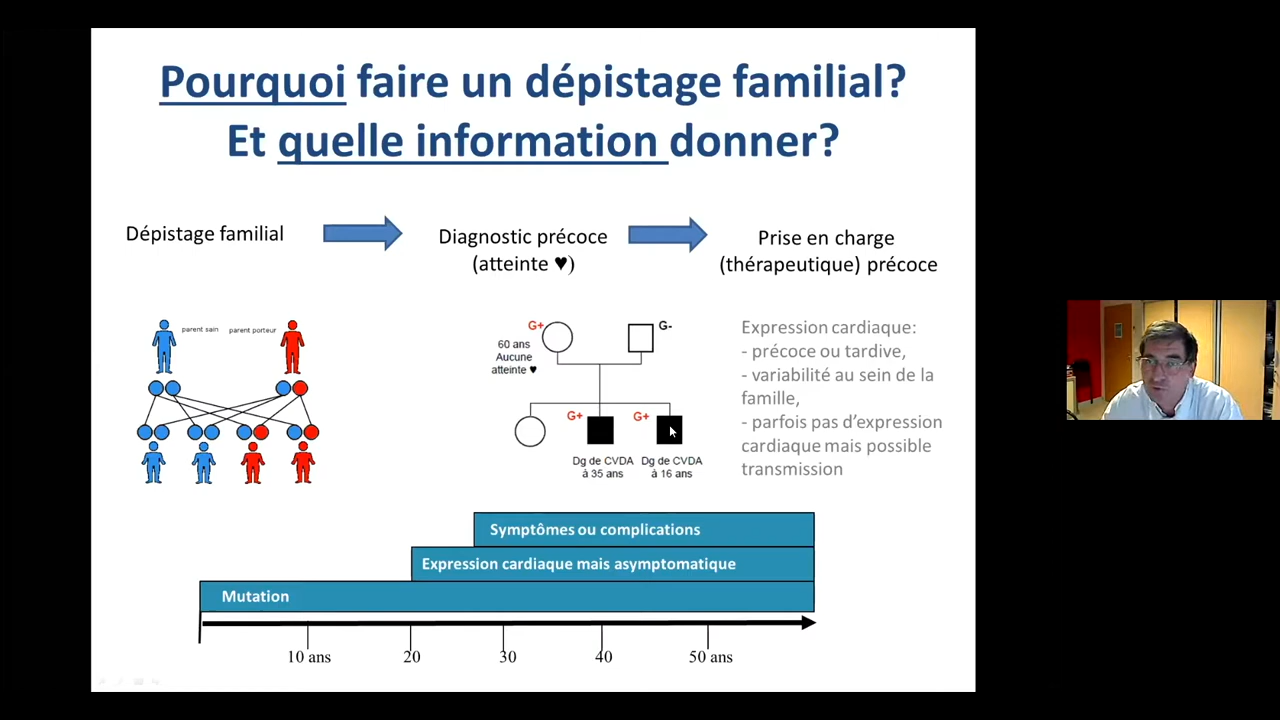 Pourquoi faire un dépistage familial?
Et quelle information donner?
Dépistage familial
Diagnostic précoce
(atteinte ♥)
Prise en charge
(thérapeutique) précoce
parent sain
parent porteur
G+
G-
60 ans
Aucune
atteinte ♥
G+
G+
Dg de CVDA
à 35 ans
Dg de CVDA
à 16 ans
Expression cardiaque:
- précoce ou tardive,
- variabilité au sein de la
famille,
- parfois pas d’expression
cardiaque mais possible
transmission
Symptômes ou complications
Expression cardiaque mais asymptomatique
Mutation
10 ans
20
30
40
50 ans